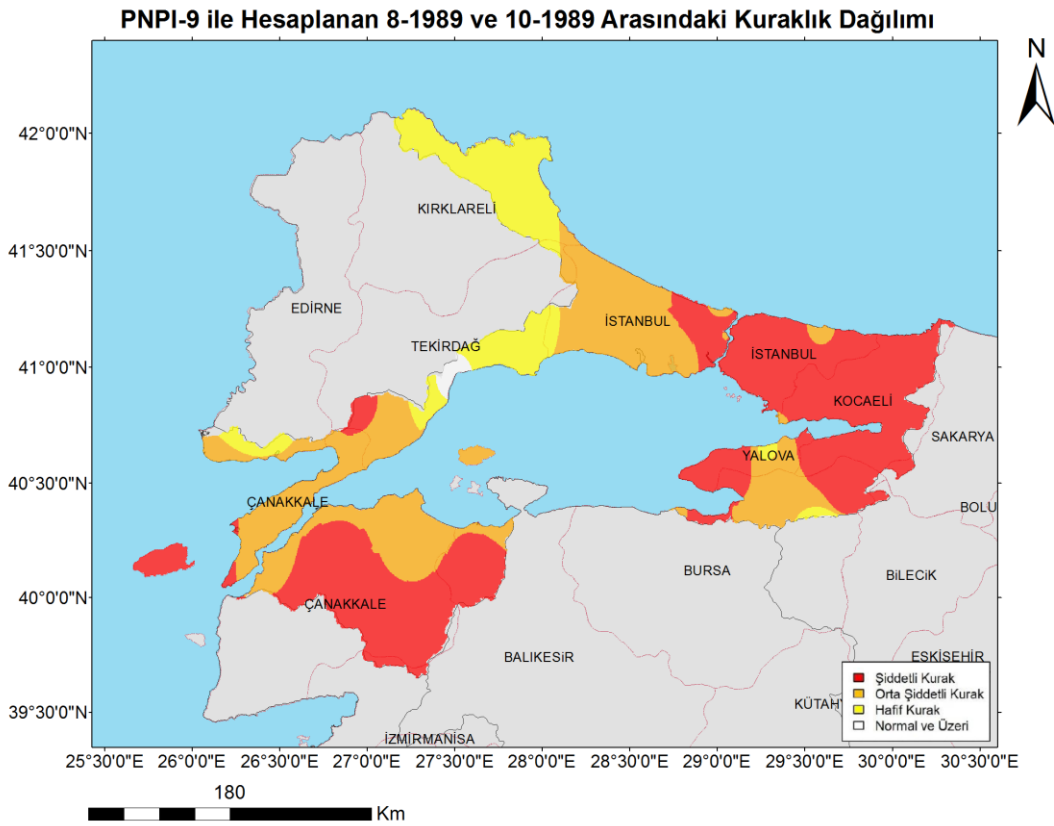 PNPI-9 ile Hesaplanan 8-1989 ve 10-1989 Arasındaki Kuraklık Dağılımı
N
42°0'0"N
KIRKLARELİ
41°30'0"N
EDİRNE
İSTANBUL
TEKİRDAĞ
İSTANBUL
41°0'0"N
KOCAELİ
SAKARYA
YALOVA
40°30'0"N
ÇANAKKALE
BOLU
BURSA
BİLECİK
40°0'0"N
ÇANAKKALE
BALIKESİR
ESKİŞEHİR
Şiddetli Kurak
Orta Şiddetli Kurak
Hafif Kurak
Normal ve Üzeri
39°30'0"N
İZMİRMANİSA
25°30'0"E 26°0'0"E 26°30'0"E 27°0'0"E 27°30'0"E 28°0'0"E 28°30'0"E 29°0'0"E 29°30'0"E 30°0'0"E 30°30'0"E
180
Km